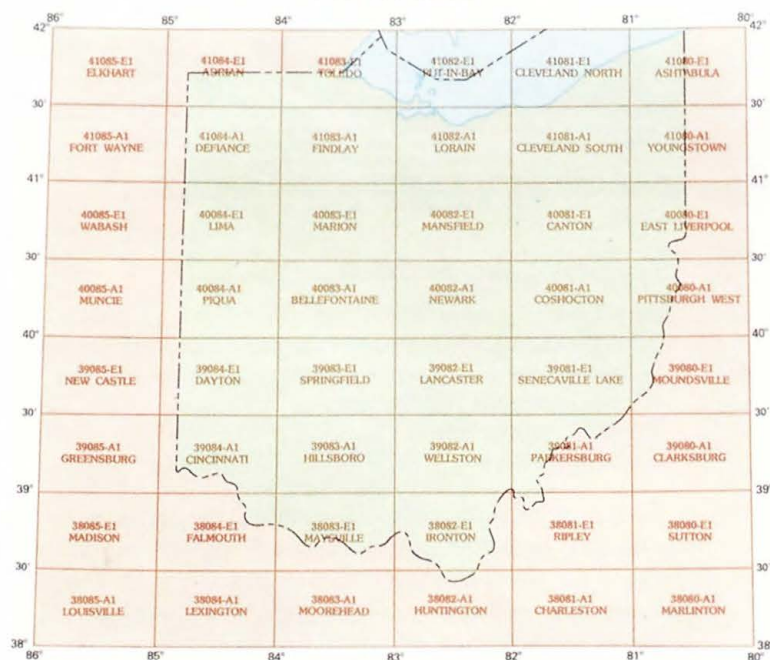 86° 85° 84° 83° 82° 81° 80°
42° 42°
41085-E1 41084-E1 41083-E1 41082-E1 41081-E1 41080-E1
ELKHART ADRIAN TOLEDO PUT-IN-BAY CLEVELAND NORTH ASHTABULA
30' 30'
41085-A1 41084-A1 41083-A1 41082-A1 41081-A1 41080-A1
FORT WAYNE DEFIANCE FINDLAY LORAIN CLEVELAND SOUTH YOUNGSTOWN
41° 41°
40085-E1 40084-E1 40083-E1 40082-E1 40081-E1 40080-E1
WABASH LIMA MARION MANSFIELD CANTON EAST LIVERPOOL
30' 30'
40085-A1 40084-A1 40083-A1 40082-A1 40081-A1 40080-A1
MUNCIE PIQUA BELLEFONTAINE NEWARK COSHOCTON PITTSBURGH WEST
40° 40°
39085-E1 39084-E1 39083-E1 39082-E1 39081-E1 39080-E1
NEW CASTLE DAYTON SPRINGFIELD LANCASTER SENECAVILLE LAKE MOUNDSVILLE
30' 30'
39085-A1 39084-A1 39083-A1 39082-A1 39081-A1 39080-A1
GREENSBURG CINCINNATI HILLSBORO WELLSTON PARKERSBURG CLARKSBURG
39° 39°
38085-E1 38084-E1 38083-E1 38082-E1 38081-E1 38080-E1
MADISON FALMOUTH MAYSVILLE IRONTON RIPLEY SUTTON
30' 30'
38085-A1 38084-A1 38083-A1 38082-A1 38081-A1 38080-A1
LOUISVILLE LEXINGTON MOOREHEAD HUNTINGTON CHARLESTON MARLINTON
38° 38°
86° 85° 84° 83° 82° 81° 80°